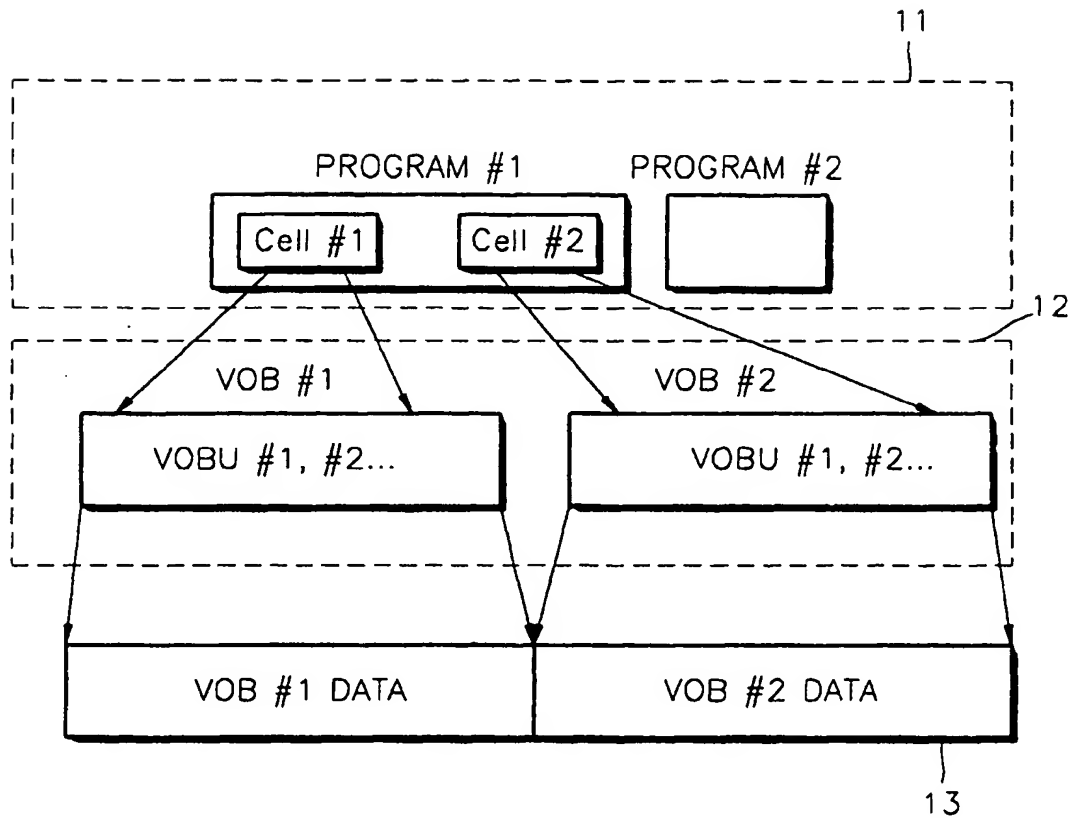 11
PROGRAM #1 PROGRAM #2
Cell #1 Cell #2
12
VOB #1 VOB #2
VOBU #1, #2... VOBU #1, #2...
VOB #1 DATA VOB #2 DATA
13